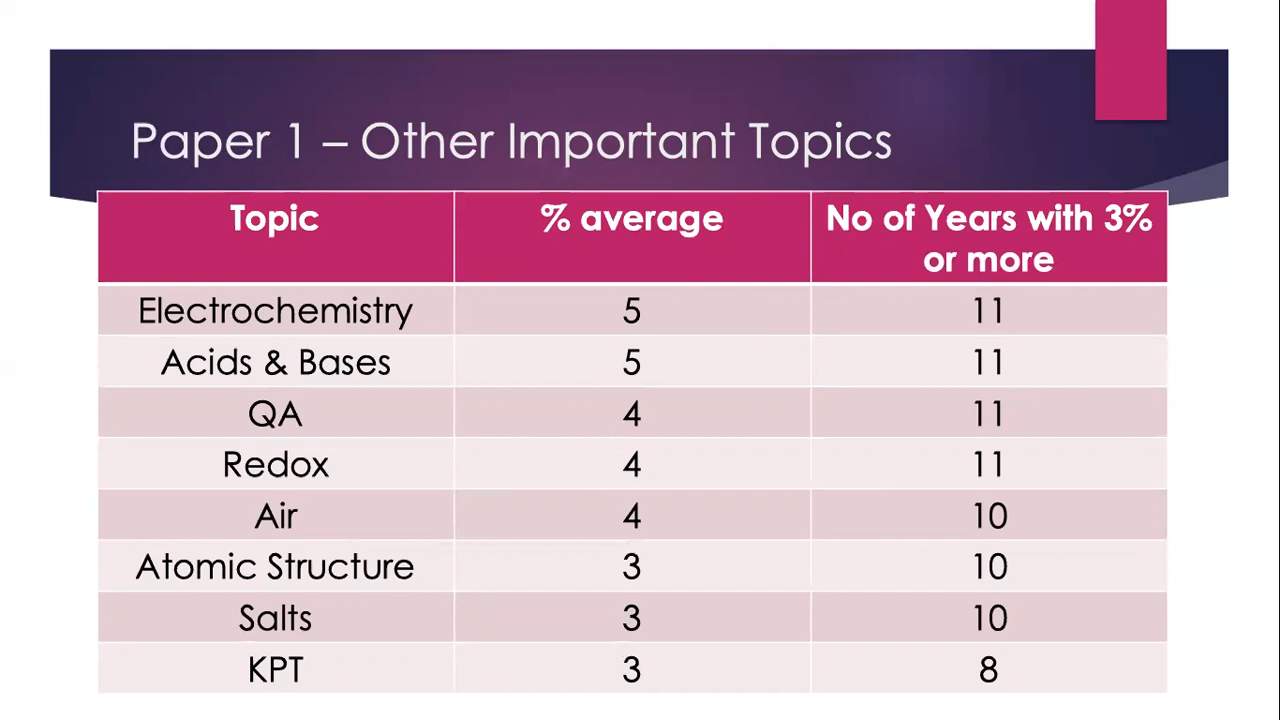 Paper 1 – Other Important Topics
Topic % average No of Years with 3% or more
Electrochemistry 5 11
Acids & Bases 5 11
QA 4 11
Redox 4 11
Air 4 10
Atomic Structure 3 10
Salts 3 10
KPT 3 8